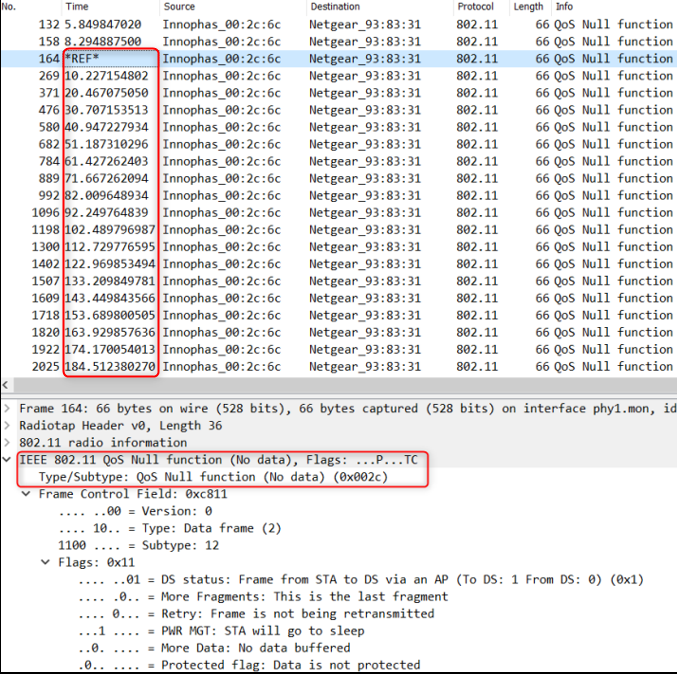 No. Time Source Destination Protocol Length Info
132 5.849847020 Innophas_00:2c:6c Netgear_93:83:31 802.11 66 QoS Null function
158 8.294887500 Innophas_00:2c:6c Netgear_93:83:31 802.11 66 QoS Null function
164 *REF* Innophas_00:2c:6c Netgear_93:83:31 802.11 66 QoS Null function
269 10.227154802 Innophas_00:2c:6c Netgear_93:83:31 802.11 66 QoS Null function
371 20.467075050 Innophas_00:2c:6c Netgear_93:83:31 802.11 66 QoS Null function
476 30.707153513 Innophas_00:2c:6c Netgear_93:83:31 802.11 66 QoS Null function
580 40.947227934 Innophas_00:2c:6c Netgear_93:83:31 802.11 66 QoS Null function
682 51.187310296 Innophas_00:2c:6c Netgear_93:83:31 802.11 66 QoS Null function
784 61.427262403 Innophas_00:2c:6c Netgear_93:83:31 802.11 66 QoS Null function
889 71.667262094 Innophas_00:2c:6c Netgear_93:83:31 802.11 66 QoS Null function
992 82.009648934 Innophas_00:2c:6c Netgear_93:83:31 802.11 66 QoS Null function
1096 92.249764839 Innophas_00:2c:6c Netgear_93:83:31 802.11 66 QoS Null function
1198 102.489796987 Innophas_00:2c:6c Netgear_93:83:31 802.11 66 QoS Null function
1300 112.729776595 Innophas_00:2c:6c Netgear_93:83:31 802.11 66 QoS Null function
1402 122.969853494 Innophas_00:2c:6c Netgear_93:83:31 802.11 66 QoS Null function
1507 133.209849781 Innophas_00:2c:6c Netgear_93:83:31 802.11 66 QoS Null function
1609 143.449843566 Innophas_00:2c:6c Netgear_93:83:31 802.11 66 QoS Null function
1718 153.689800505 Innophas_00:2c:6c Netgear_93:83:31 802.11 66 QoS Null function
1820 163.929857636 Innophas_00:2c:6c Netgear_93:83:31 802.11 66 QoS Null function
1922 174.170054013 Innophas_00:2c:6c Netgear_93:83:31 802.11 66 QoS Null function
2025 184.512380270 Innophas_00:2c:6c Netgear_93:83:31 802.11 66 QoS Null function
Frame 164: 66 bytes on wire (528 bits), 66 bytes captured (528 bits) on interface phy1.mon, id
Radiotap Header v0, Length 36
802.11 radio information
IEEE 802.11 QoS Null function (No data), Flags: ...P...TC
Type/Subtype: QoS Null function (No data) (0x002c)
Frame Control Field: 0xc811
.... ..00 = Version: 0
.... 10.. = Type: Data frame (2)
1100 .... = Subtype: 12
Flags: 0x11
.... ..01 = DS status: Frame from STA to DS via an AP (To DS: 1 From DS: 0) (0x1)
.... .0.. = More Fragments: This is the last fragment
.... 0... = Retry: Frame is not being retransmitted
...1 .... = PWR MGT: STA will go to sleep
..0. .... = More Data: No data buffered
.0.. .... = Protected flag: Data is not protected